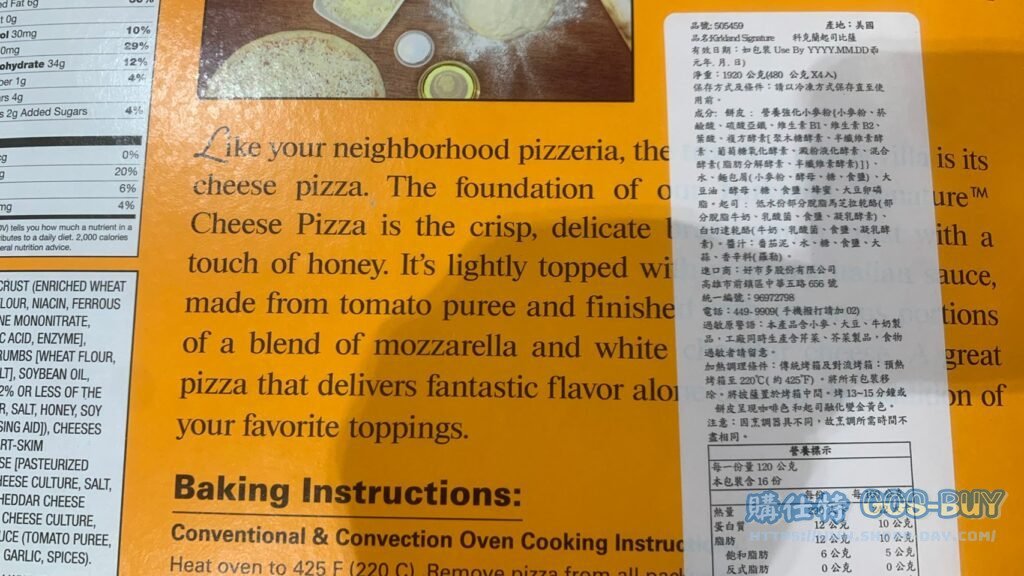 ed Fat 6g
t 0g
ol 30mg 10%
0mg 29%
ohydrate 34g 12%
ber 1g 4%
rs 4g
s 2g Added Sugars 4%
cg 0%
g 20%
6%
mg 4%
DV) tells you how much a nutrient in a
ributes to a daily diet. 2,000 calories
eral nutrition advice.
CRUST (ENRICHED WHEAT
LOUR, NIACIN, FERROUS
NE MONONITRATE,
C ACID, ENZYME],
RUMBS [WHEAT FLOUR,
LT], SOYBEAN OIL,
2% OR LESS OF THE
R, SALT, HONEY, SOY
SING AID]), CHEESES
RT-SKIM
SE [PASTEURIZED
HEESE CULTURE, SALT,
HEDDAR CHEESE
CHEESE CULTURE,
UCE (TOMATO PUREE,
GARLIC, SPICES).
Like your neighborhood pizzeria, the
cheese pizza. The foundation of o
Cheese Pizza is the crisp, delicate b
touch of honey. It's lightly topped wi
made from tomato puree and finished
of a blend of mozzarella and white
pizza that delivers fantastic flavor alo
your favorite toppings.
is its
nature™
with a
sauce,
ortions
great
on of
Baking Instructions:
Conventional & Convection Oven Cooking Instruc
Heat oven to 425 F (220 C). Remove pizza from all pack
品號: 505459 產地：美國
品名:Kirkland Signature 科克蘭起司比薩
有效日期：如包裝 Use By YYYY.MM.DD(西
元年. 月. 日)
淨重：1920 公克(480 公克X4入)
保存方式及條件：請以冷凍方式保存直至使
用前。
成分: 餅皮： 營養強化小麥粉(小麥粉、菸
鹼酸、硫酸亞鐵、維生素 B1、維生素 B2、
葉酸、複方酵素[聚木糖酵素、半纖維素酵
素、葡萄糖氧化酵素、澱粉液化酵素、混合
酵素(脂肪分解酵素、半纖維素酵素)])、
水、麵包屑(小麥粉、酵母、糖、食鹽)、大
豆油、酵母、糖、食鹽、蜂蜜、大豆卵磷
脂。起司： 低水份部分脫脂馬芝拉乾酪(部
分脫脂牛奶、乳酸菌、食鹽、凝乳酵素)、
白切達乾酪(牛奶、乳酸菌、食鹽、凝乳酵
素)。醬汁：番茄泥、水、糖、食鹽、大
蒜、香辛料(羅勒)。
進口商：好市多股份有限公司
高雄市前鎮區中華五路 656 號
統一編號：96972798
電話：449-9909(手機撥打請加 02)
過敏原警語：本產品含小麥、大豆、牛奶製
品，工廠同時生產含芹菜、芥菜製品，食物
過敏者請留意。
加熱調理條件：傳統烤箱及對流烤箱：預熱
烤箱至 220℃(約 425℉)。將所有包裝移
除。將披薩置於烤箱中間。烤 13~15 分鐘或
餅皮呈現咖啡色和起司融化變金黃色。
注意：因烹調器具不同，故烹調所需時間不
盡相同。
營養標示
每一份量 120 公克
本包裝含 16 份
每份
熱量
蛋白質 12 公克 10 公克
脂肪 12 公克 10 公克
飽和脂肪 6 公克 5 公克
反式脂肪 0 公克 0 公克
購仕特 GOS-BUY